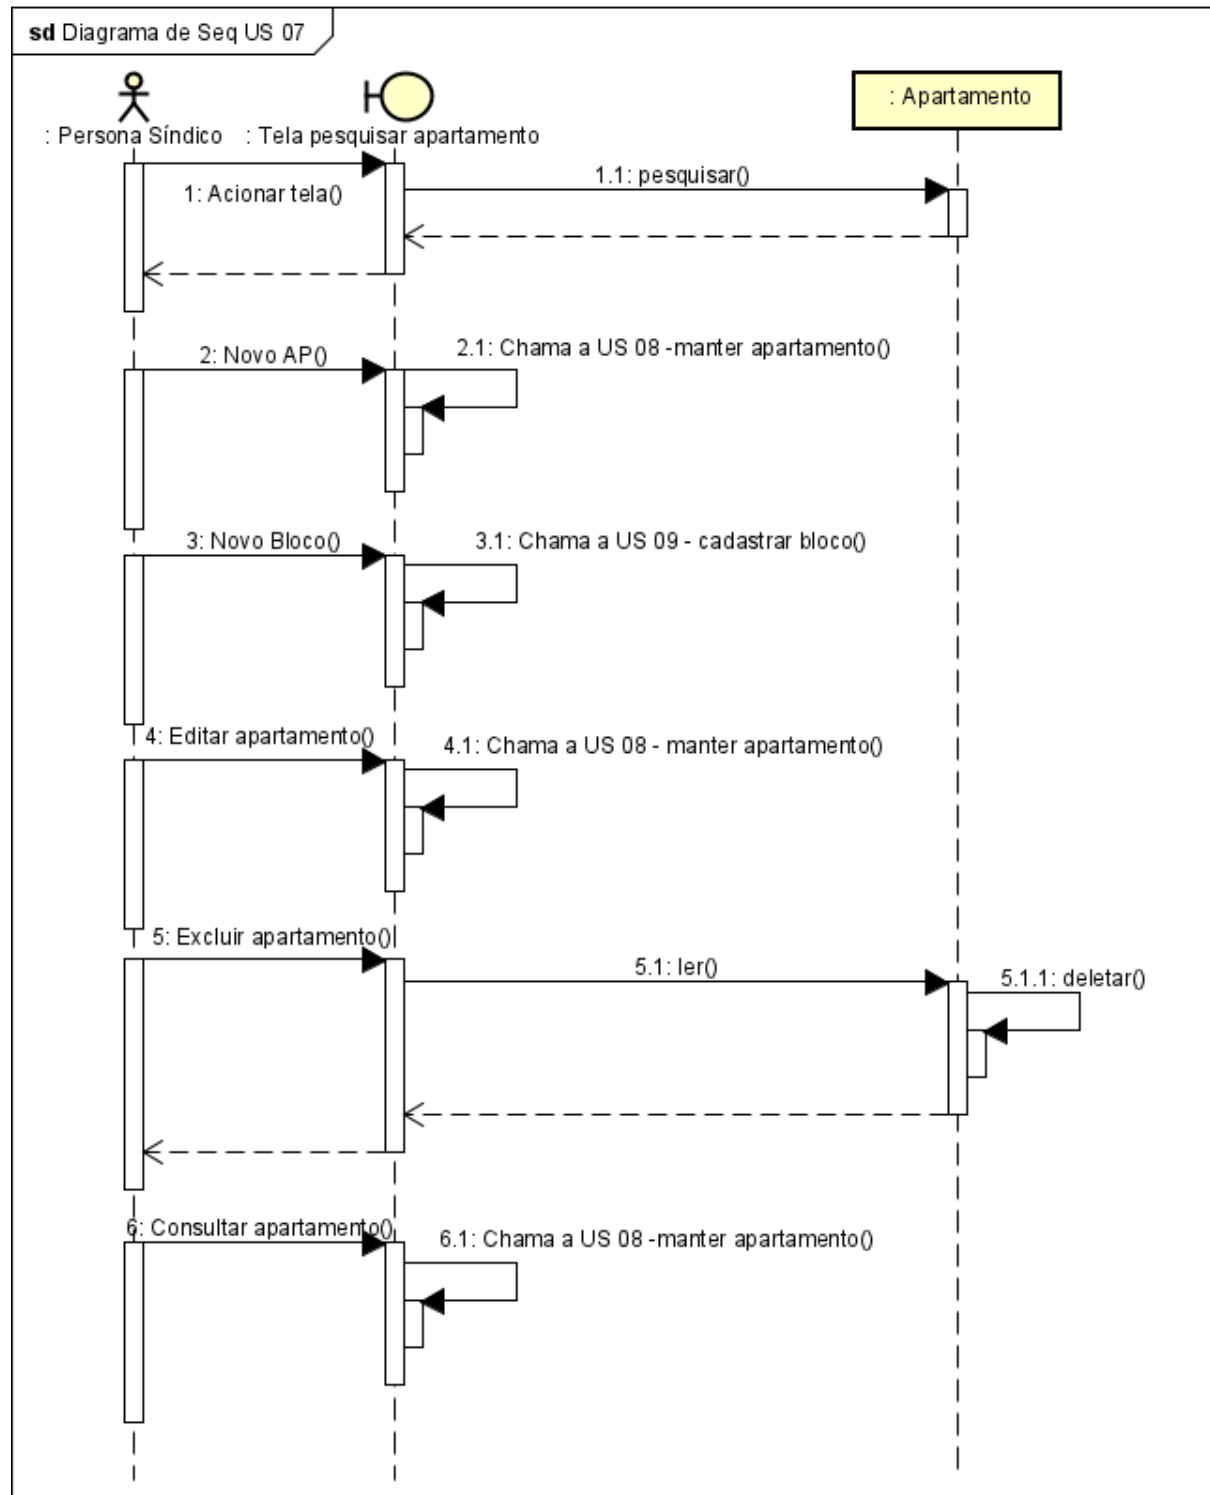 sd Diagrama de Seq US 07
: Persona Síndico
: Tela pesquisar apartamento
: Apartamento
1: Acionar tela()
1.1: pesquisar()
2: Novo AP()
2.1: Chama a US 08 -manter apartamento()
3: Novo Bloco()
3.1: Chama a US 09 - cadastrar bloco()
4: Editar apartamento()
4.1: Chama a US 08 - manter apartamento()
5: Excluir apartamento()
5.1: ler()
5.1.1: deletar()
6: Consultar apartamento()
6.1: Chama a US 08 -manter apartamento()